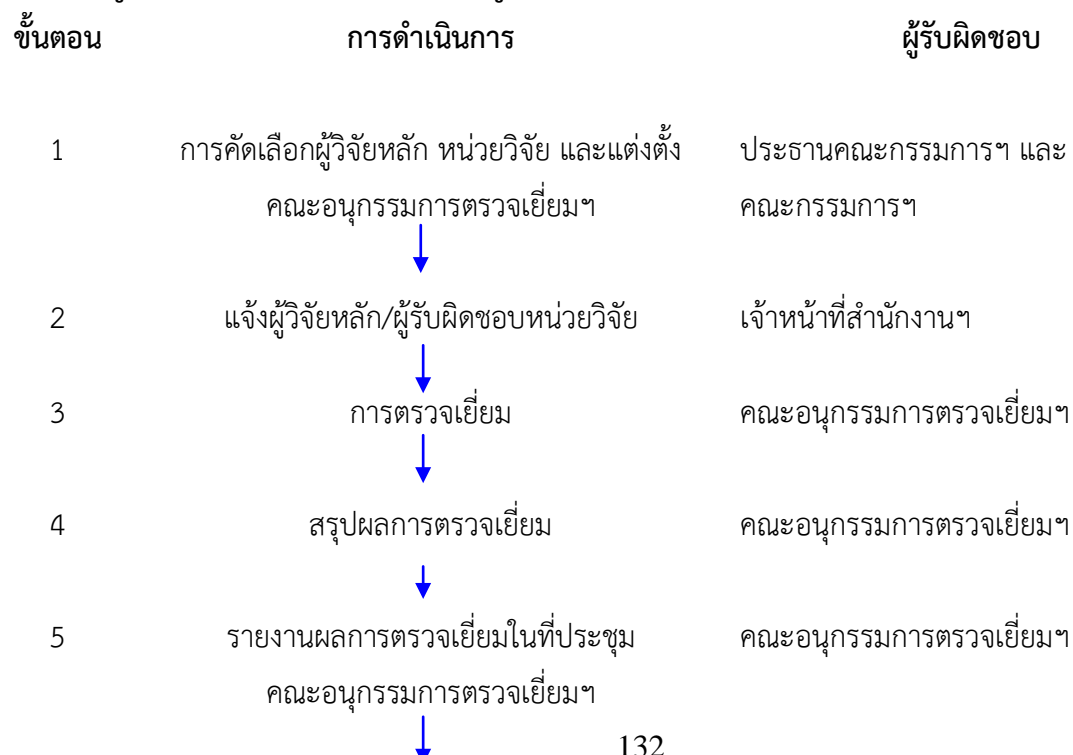 ขั้นตอน การดำเนินการ ผู้รับผิดชอบ
1 การคัดเลือกผู้วิจัยหลัก หน่วยวิจัย และแต่งตั้ง ประธานคณะกรรมการฯ และ
คณะอนุกรรมการตรวจเยี่ยมฯ คณะกรรมการฯ
2 แจ้งผู้วิจัยหลัก/ผู้รับผิดชอบหน่วยวิจัย เจ้าหน้าที่สำนักงานฯ
3 การตรวจเยี่ยม คณะอนุกรรมการตรวจเยี่ยมฯ
4 สรุปผลการตรวจเยี่ยม คณะอนุกรรมการตรวจเยี่ยมฯ
5 รายงานผลการตรวจเยี่ยมในที่ประชุม คณะอนุกรรมการตรวจเยี่ยมฯ
คณะอนุกรรมการตรวจเยี่ยมฯ
132